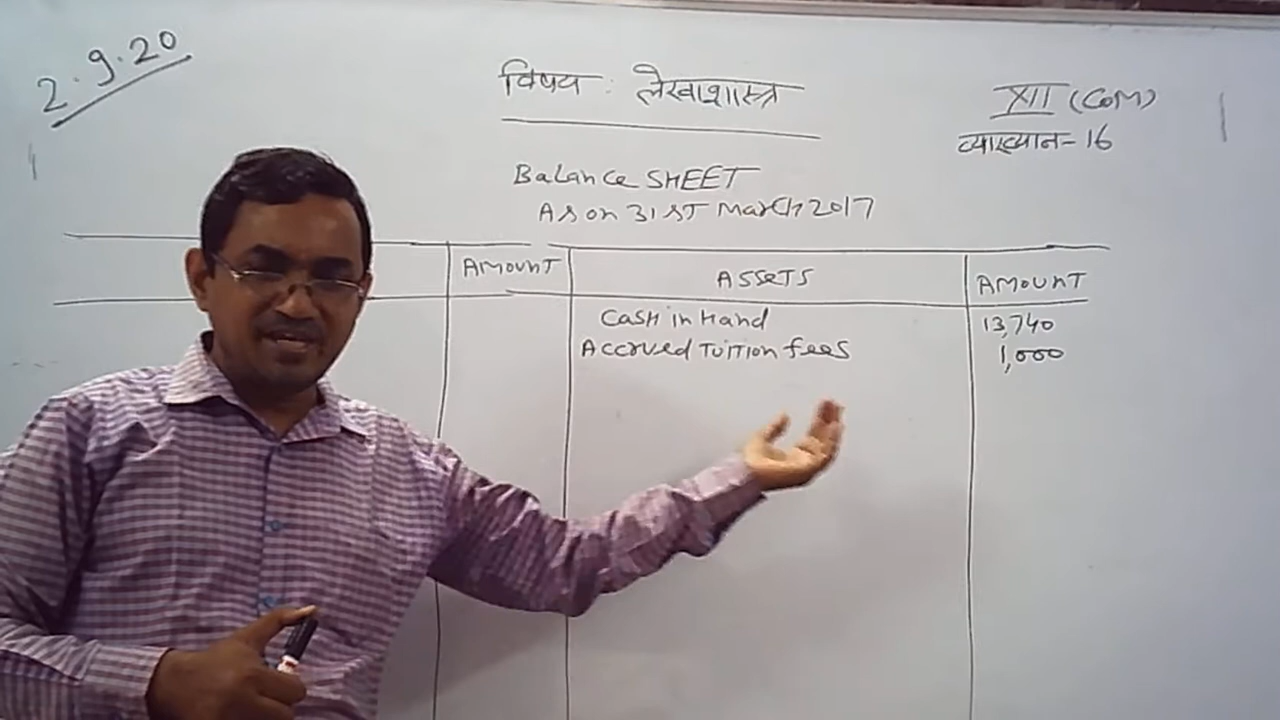 2.9.20
विषय : लेखाशास्त्र
XII (COM)
व्याख्यान- 16
Balance SHEET
As on 31ST March 2017
AMOUNT ASSETS AMOUNT
Cash in Hand 13,740
Accrued Tuition fees 1,000